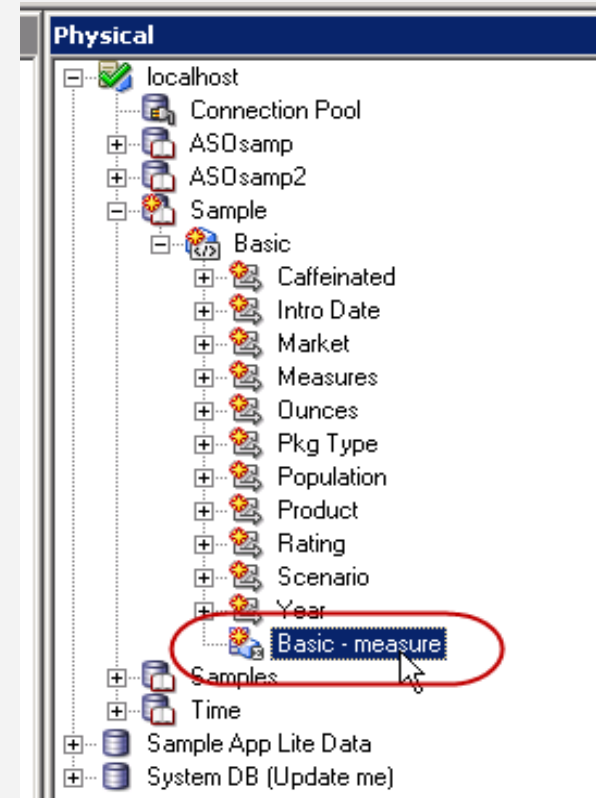 Physical
localhost
Connection Pool
ASOsamp
ASOsamp2
Sample
Basic
Caffeinated
Intro Date
Market
Measures
Ounces
Pkg Type
Population
Product
Rating
Scenario
Year
Basic - measure
Samples
Time
Sample App Lite Data
System DB (Update me)